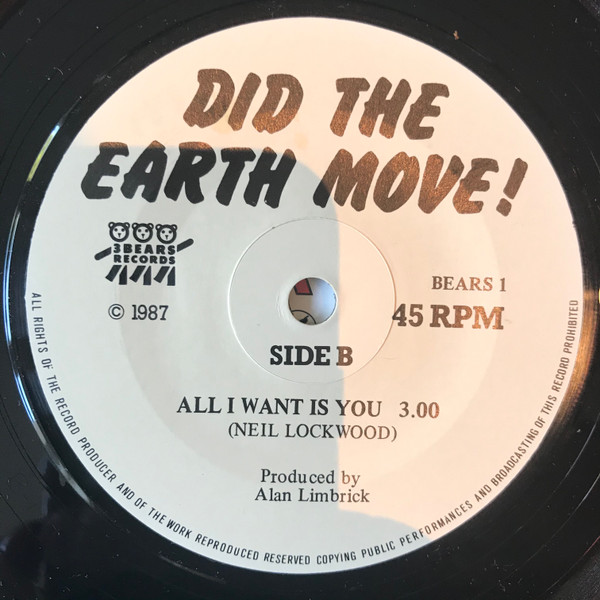 DID THE
EARTH MOVE!
3 BEARS
RECORDS
© 1987
BEARS 1
45 RPM
SIDE B
ALL I WANT IS YOU 3.00
(NEIL LOCKWOOD)
Produced by
Alan Limbrick
ALL RIGHTS OF THE RECORD PRODUCER AND OF THE WORK REPRODUCED RESERVED COPYING PUBLIC PERFORMANCES AND BROADCASTING OF THIS RECORD PROHIBITED